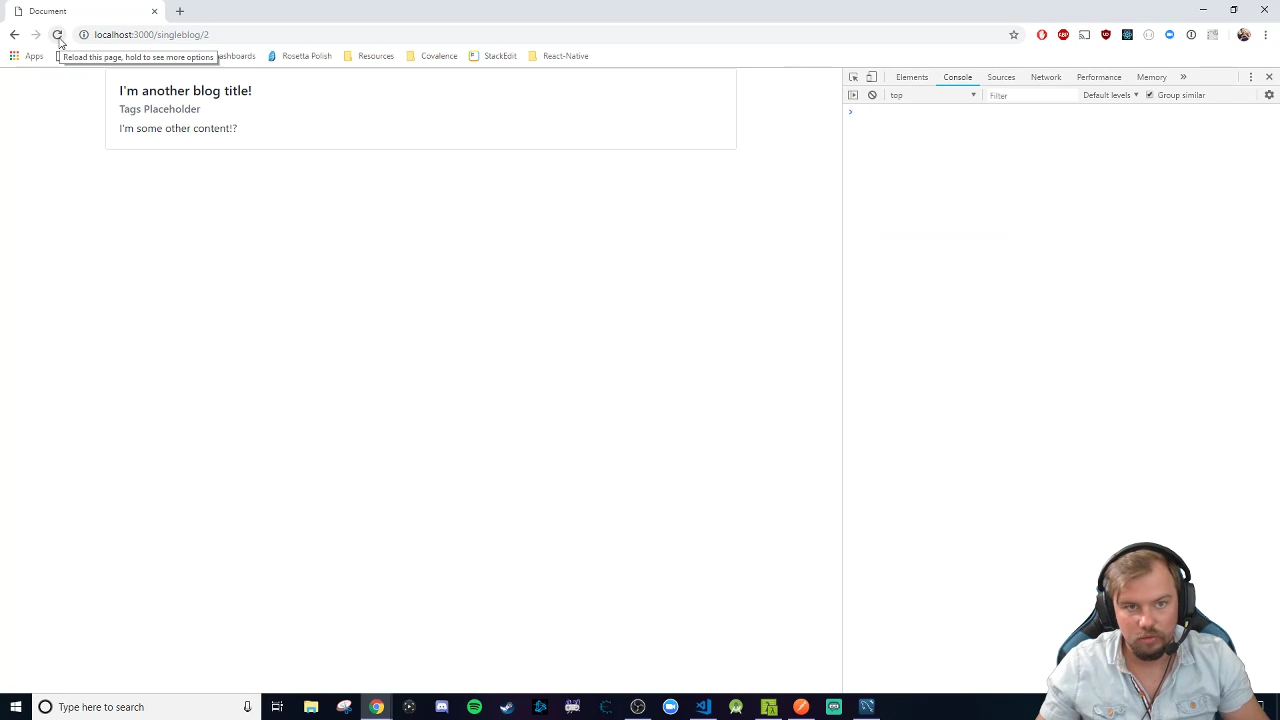 Document
localhost:3000/singleblog/2
Apps
Reload this page, hold to see more options
ashboards
Rosetta Polish
Resources
Covalence
StackEdit
React-Native
I'm another blog title!
Tags Placeholder
I'm some other content!?
Elements Console Sources Network Performance Memory
top Filter Default levels Group similar
Type here to search